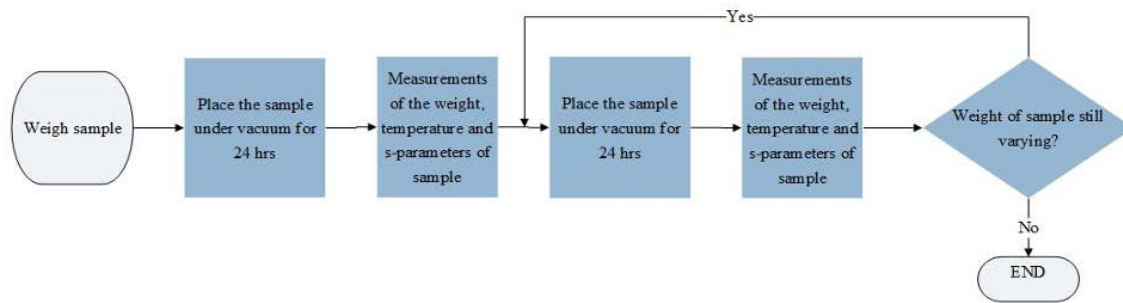 Yes
Weigh sample
Place the sample
under vacuum for
24 hrs
Measurements
of the weight,
temperature and
s-parameters of
sample
Place the sample
under vacuum for
24 hrs
Measurements
of the weight,
temperature and
s-parameters of
sample
Weight of sample still
varying?
No
END